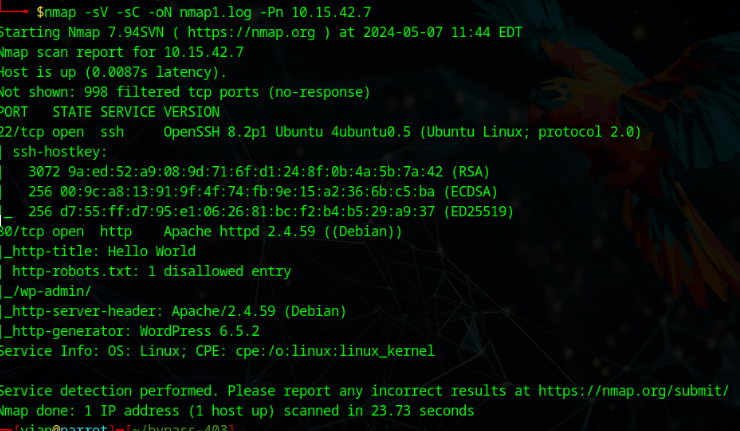 $nmap -sV -sC -oN nmap1.log -Pn 10.15.42.7
Starting Nmap 7.94SVN ( https://nmap.org ) at 2024-05-07 11:44 EDT
Nmap scan report for 10.15.42.7
Host is up (0.0087s latency).
Not shown: 998 filtered tcp ports (no-response)
PORT   STATE SERVICE VERSION
22/tcp open  ssh     OpenSSH 8.2p1 Ubuntu 4ubuntu0.5 (Ubuntu Linux; protocol 2.0)
| ssh-hostkey:
|   3072 9a:ed:52:a9:08:9d:71:6f:d1:24:8f:0b:4a:5b:7a:42 (RSA)
|   256 00:9c:a8:13:91:9f:4f:74:fb:9e:15:a2:36:6b:c5:ba (ECDSA)
|_  256 d7:55:ff:d7:95:e1:06:26:81:bc:f2:b4:b5:29:a9:37 (ED25519)
80/tcp open  http    Apache httpd 2.4.59 ((Debian))
|_http-title: Hello World
| http-robots.txt: 1 disallowed entry
|_/wp-admin/
|_http-server-header: Apache/2.4.59 (Debian)
|_http-generator: WordPress 6.5.2
Service Info: OS: Linux; CPE: cpe:/o:linux:linux_kernel
Service detection performed. Please report any incorrect results at https://nmap.org/submit/
Nmap done: 1 IP address (1 host up) scanned in 23.73 seconds
[vian@parrot]─[~/bypass-403]